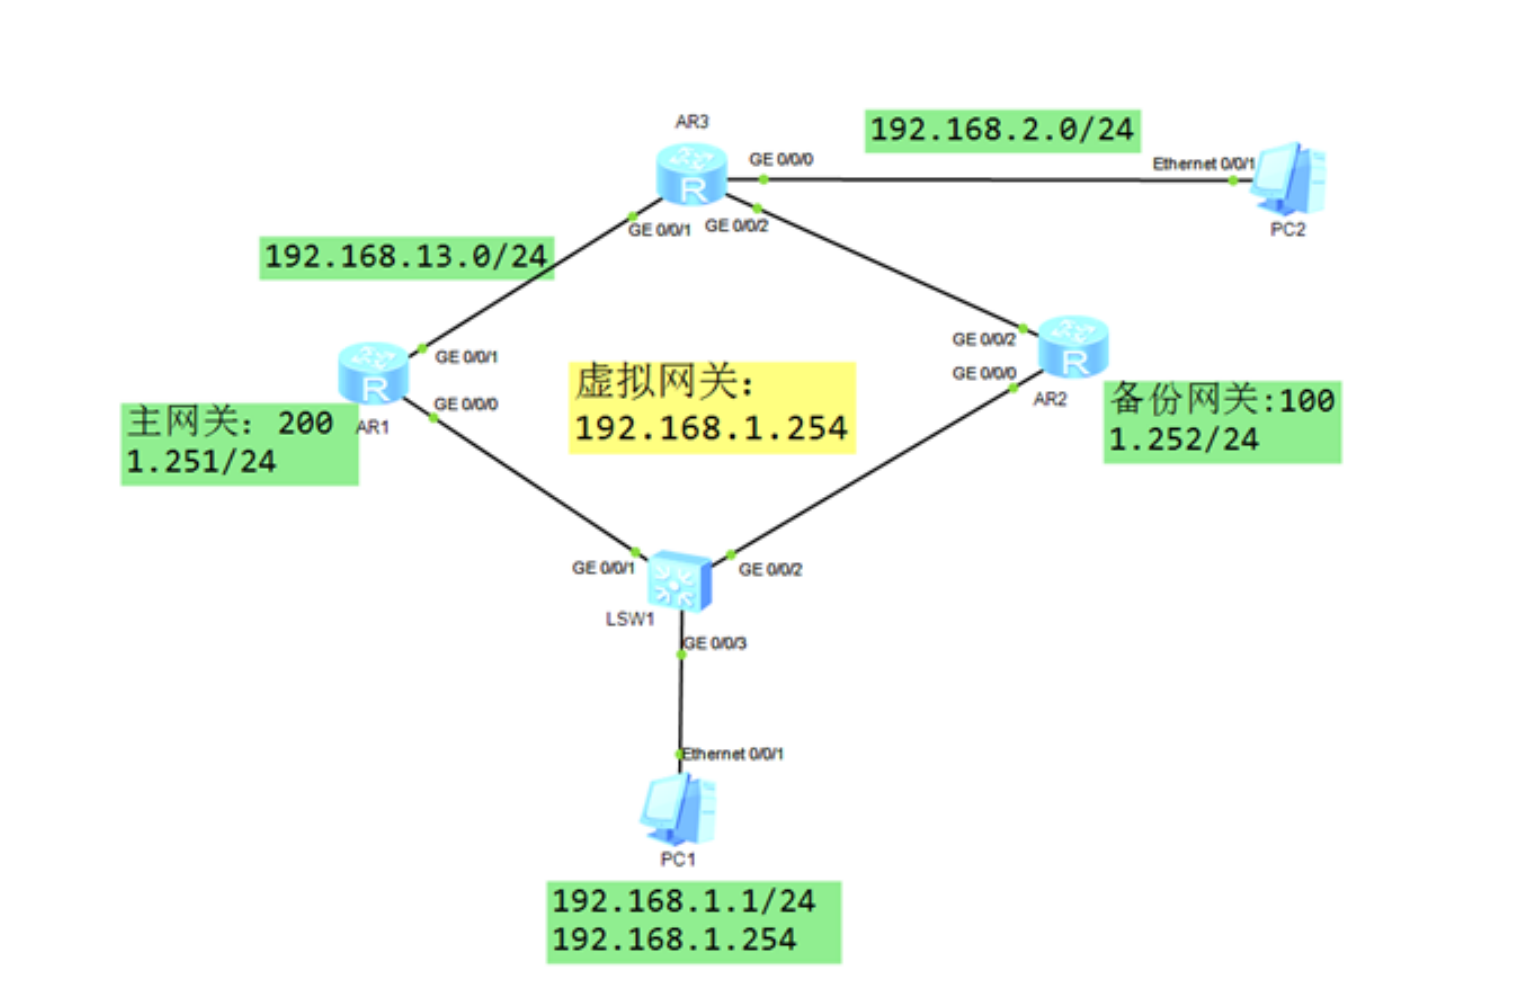 AR3
192.168.2.0/24
GE 0/0/0
Ethernet 0/0/1
GE 0/0/1
GE 0/0/2
PC2
192.168.13.0/24
GE 0/0/1
GE 0/0/2
虚拟网关：
192.168.1.254
GE 0/0/0
GE 0/0/0
AR2
备份网关:100
1.252/24
主网关：200
1.251/24
AR1
GE 0/0/1
GE 0/0/2
LSW1
GE 0/0/3
Ethernet 0/0/1
PC1
192.168.1.1/24
192.168.1.254